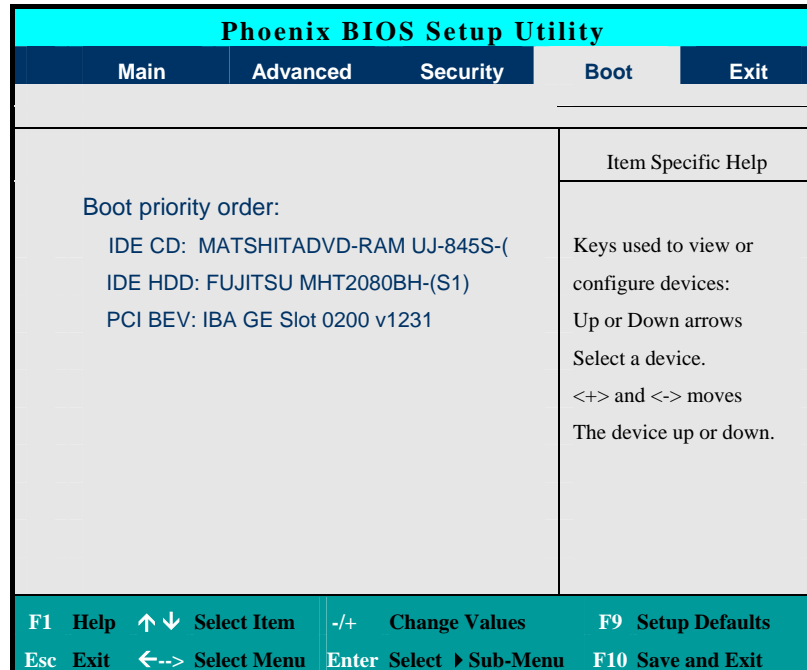 Phoenix BIOS Setup Utility
Main Advanced Security Boot Exit
Item Specific Help
Boot priority order:
IDE CD: MATSHITADVD-RAM UJ-845S-(
IDE HDD: FUJITSU MHT2080BH-(S1)
PCI BEV: IBA GE Slot 0200 v1231
Keys used to view or
configure devices:
Up or Down arrows
Select a device.
<+> and <-> moves
The device up or down.
F1 Help ↑↓ Select Item -/+ Change Values F9 Setup Defaults
Esc Exit ←--> Select Menu Enter Select ▶ Sub-Menu F10 Save and Exit